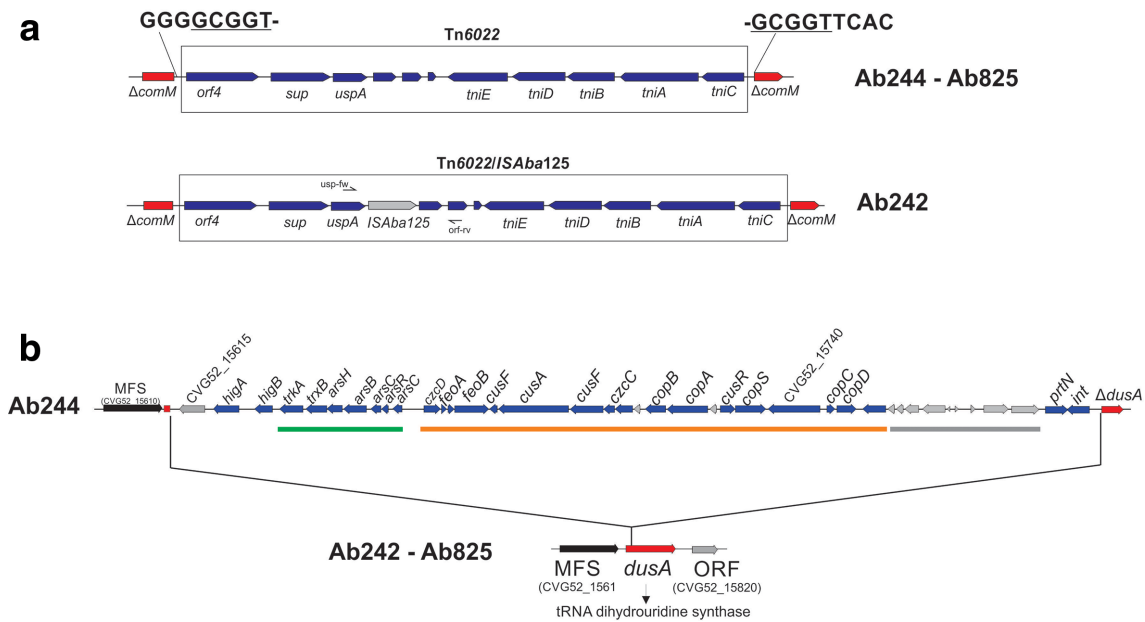 a
GGGGCGGT-
-GCGGTTCAC
Tn6022
Ab244 - Ab825
ΔcomM orf4 sup uspA tniE tniD tniB tniA tniC ΔcomM
Tn6022/ISAba125
usp-fw
Ab242
ΔcomM orf4 sup uspA ISAba125 orf-rv tniE tniD tniB tniA tniC ΔcomM
b
Ab244
MFS
(CVG52_15610)
CVG52_15615 higA higB trkA trxB arsH arsB arsC arsR arsC czcD feoA feoB cusF cusA cusF czcC copB copA cusR copS CVG52_15740 copC copD prtN int ΔdusA
Ab242 - Ab825
MFS dusA ORF
(CVG52_1561 (CVG52_15820)
tRNA dihydrouridine synthase